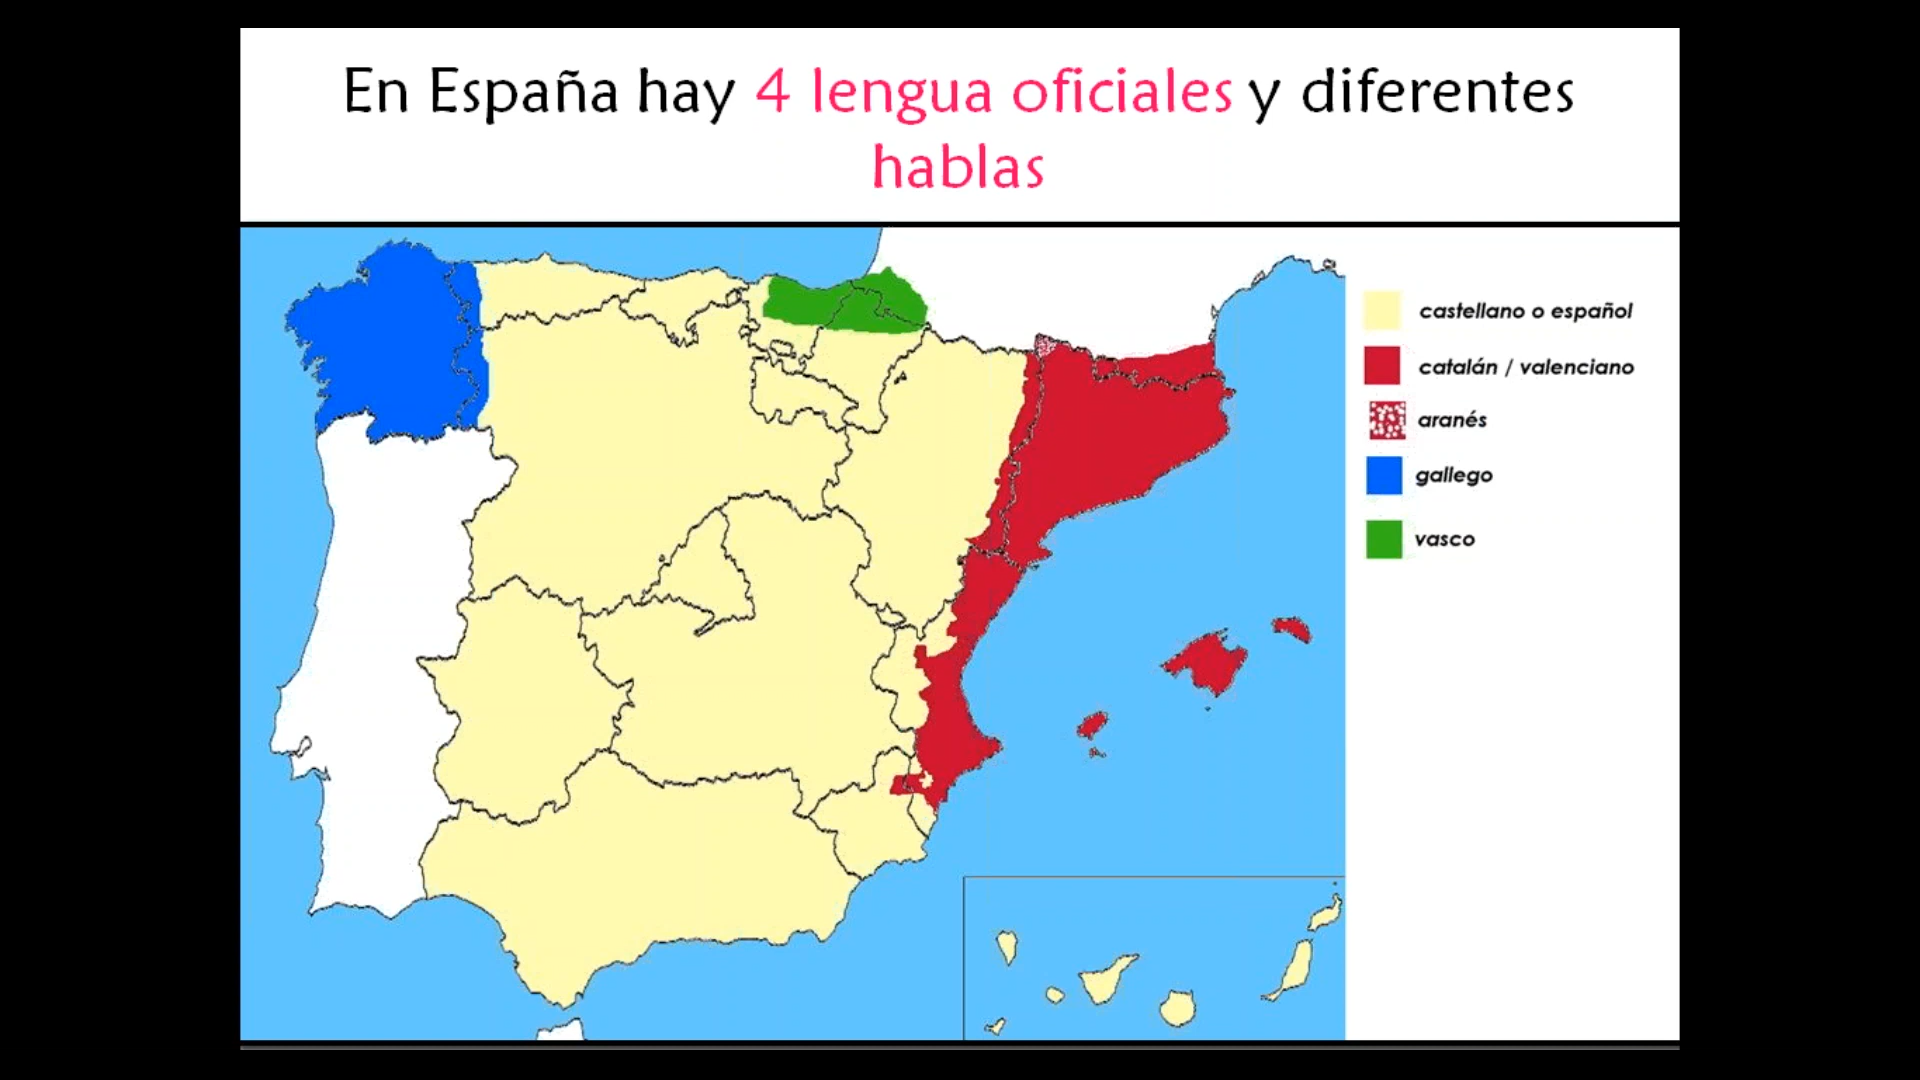 En España hay 4 lengua oficiales y diferentes
hablas
castellano o español
catalán / valenciano
aranés
gallego
vasco